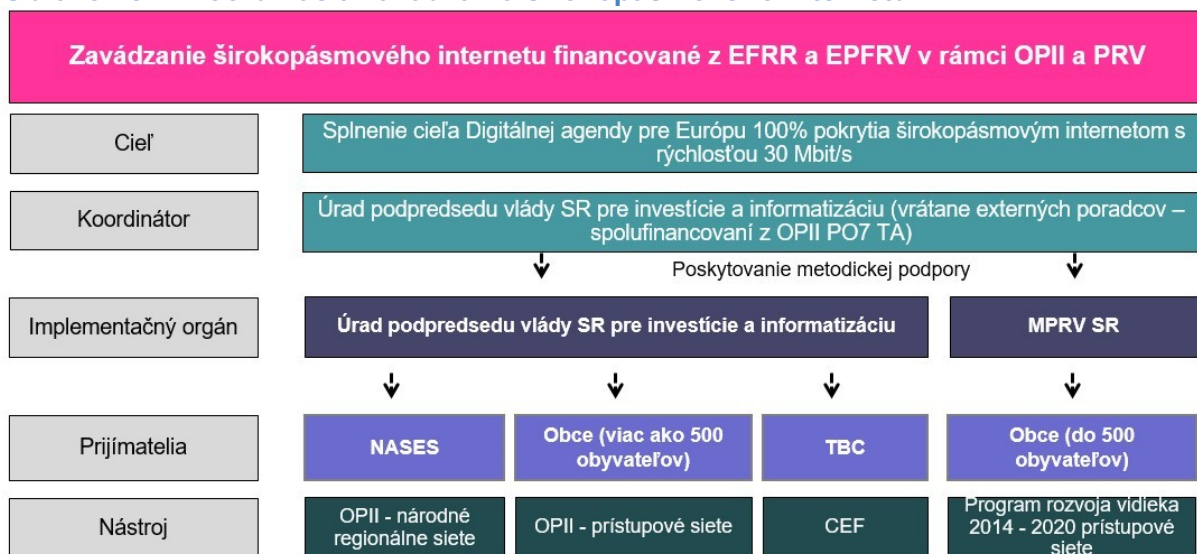 Zavádzanie širokopásmového internetu financované z EFRR a EPFRV v rámci OPII a PRV
Cieľ
Splnenie cieľa Digitálnej agendy pre Európu 100% pokrytia širokopásmovým internetom s
rýchlosťou 30 Mbit/s
Koordinátor
Úrad podpredsedu vlády SR pre investície a informatizáciu (vrátane externých poradcov –
spolufinancovaní z OPII PO7 TA)
Poskytovanie metodickej podpory
Implementačný orgán
Úrad podpredsedu vlády SR pre investície a informatizáciu
MPRV SR
Prijímatelia
NASES
Obce (viac ako 500
obyvateľov)
TBC
Obce (do 500
obyvateľov)
Nástroj
OPII - národné
regionálne siete
OPII - prístupové siete
CEF
Program rozvoja vidieka
2014 - 2020 prístupové
siete